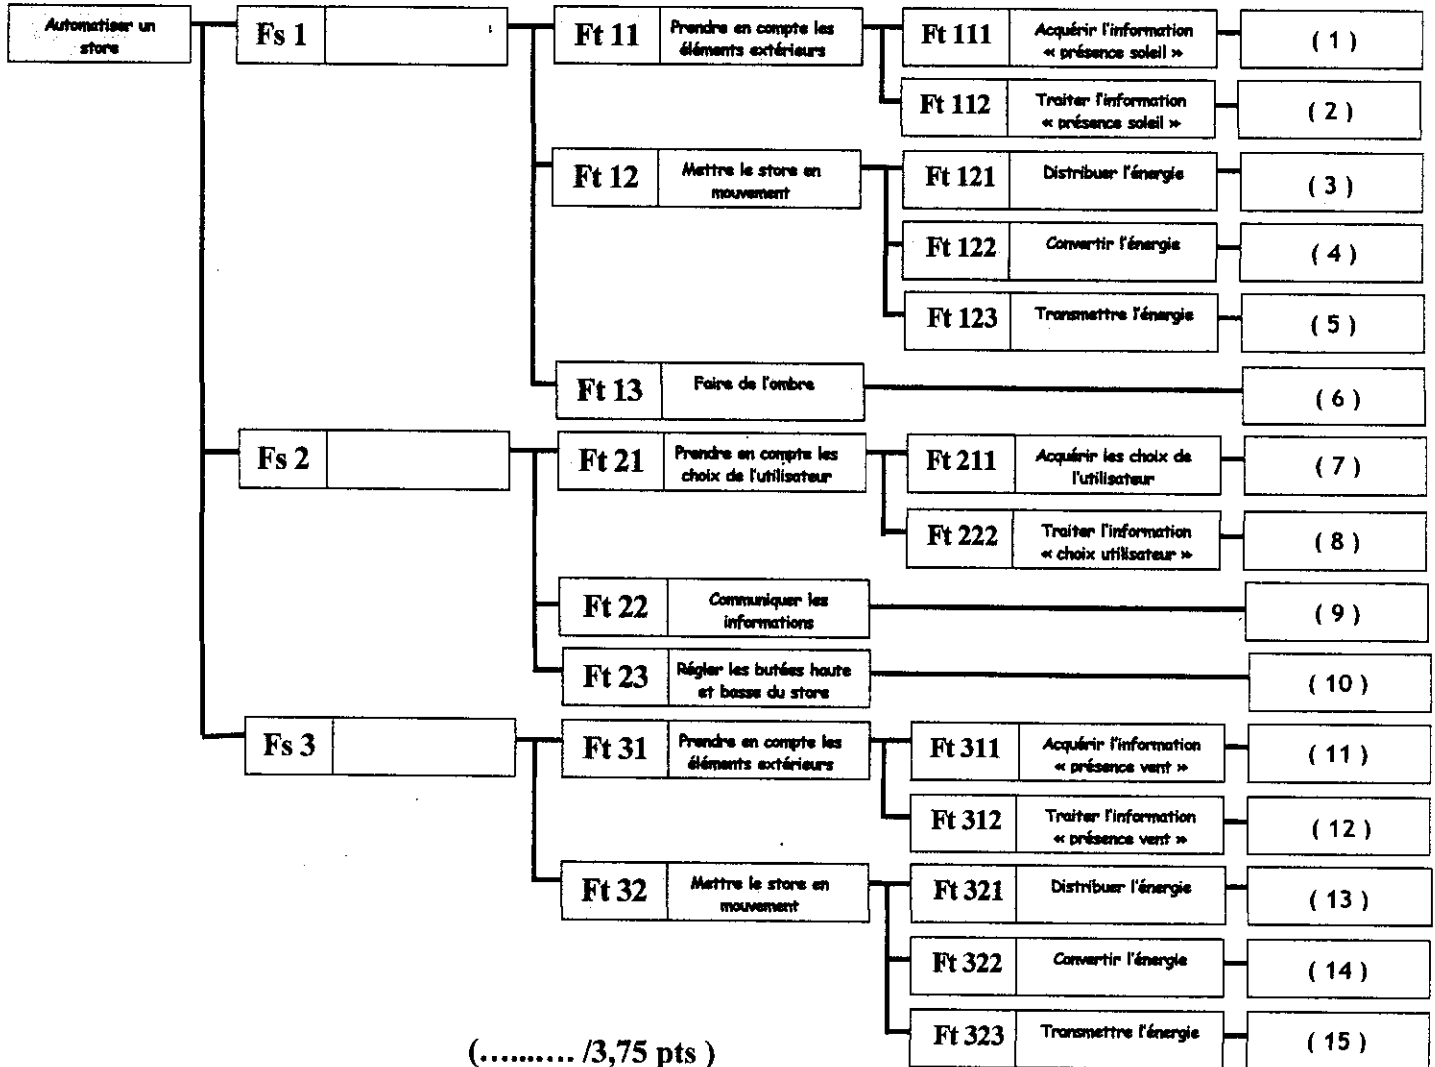 Automatiser un
store
Fs 1
Ft 11
Prendre en compte les
éléments extérieurs
Ft 111
Acquérir l'information
« présence soleil »
( 1 )
Ft 112
Traiter l'information
« présence soleil »
( 2 )
Ft 12
Mettre le store en
mouvement
Ft 121
Distribuer l'énergie
( 3 )
Ft 122
Convertir l'énergie
( 4 )
Ft 123
Transmettre l'énergie
( 5 )
Ft 13
Faire de l'ombre
( 6 )
Fs 2
Ft 21
Prendre en compte les
choix de l'utilisateur
Ft 211
Acquérir les choix de
l'utilisateur
( 7 )
Ft 222
Traiter l'information
« choix utilisateur »
( 8 )
Ft 22
Communiquer les
informations
( 9 )
Ft 23
Régler les butées haute
et basse du store
( 10 )
Fs 3
Ft 31
Prendre en compte les
éléments extérieurs
Ft 311
Acquérir l'information
« présence vent »
( 11 )
Ft 312
Traiter l'information
« présence vent »
( 12 )
Ft 32
Mettre le store en
mouvement
Ft 321
Distribuer l'énergie
( 13 )
Ft 322
Convertir l'énergie
( 14 )
Ft 323
Transmettre l'énergie
( 15 )
(.......... /3,75 pts )